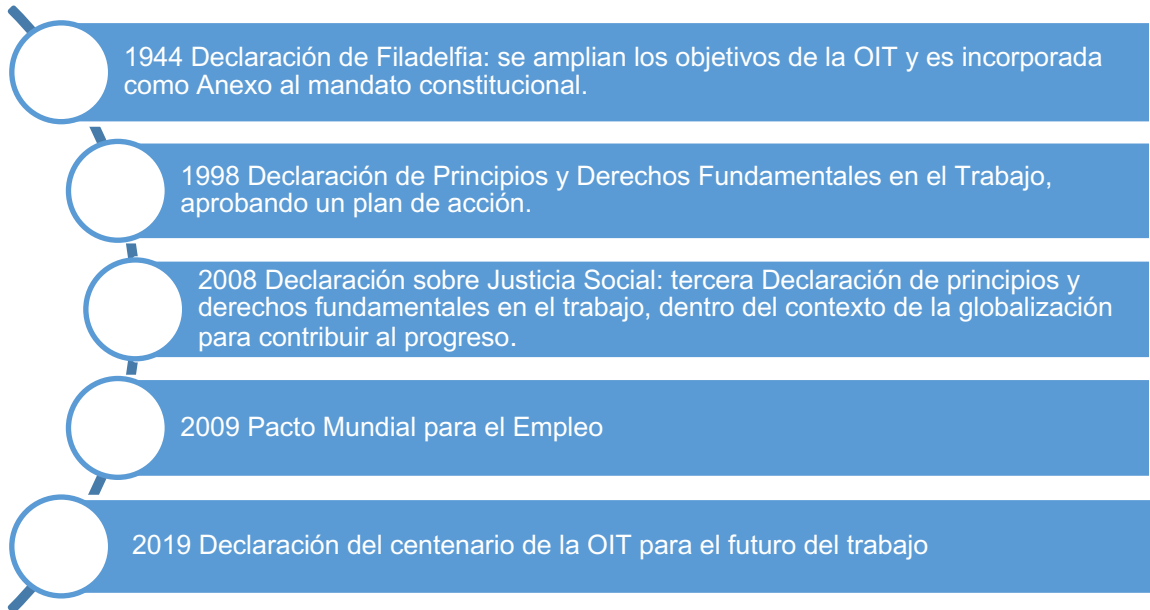 1944 Declaración de Filadelfia: se amplian los objetivos de la OIT y es incorporada
como Anexo al mandato constitucional.
1998 Declaración de Principios y Derechos Fundamentales en el Trabajo,
aprobando un plan de acción.
2008 Declaración sobre Justicia Social: tercera Declaración de principios y
derechos fundamentales en el trabajo, dentro del contexto de la globalización
para contribuir al progreso.
2009 Pacto Mundial para el Empleo
2019 Declaración del centenario de la OIT para el futuro del trabajo